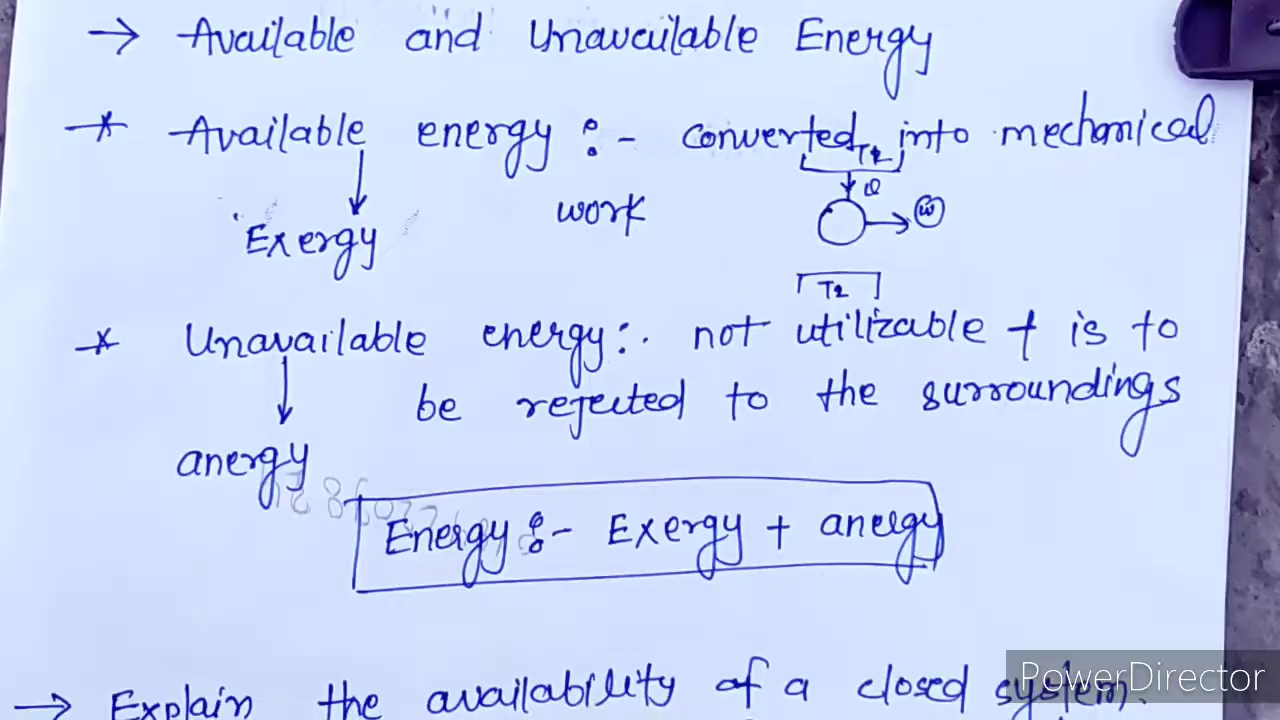 → Available and Unavailable Energy
* Available energy :- converted into mechanical
T2
Q
Exergy work W
T2
* Unavailable energy :- not utilizable + is to
be rejected to the surroundings
anergy
Energy :- Exergy + anergy
→ Explain the availability of a closed system.
PowerDirector